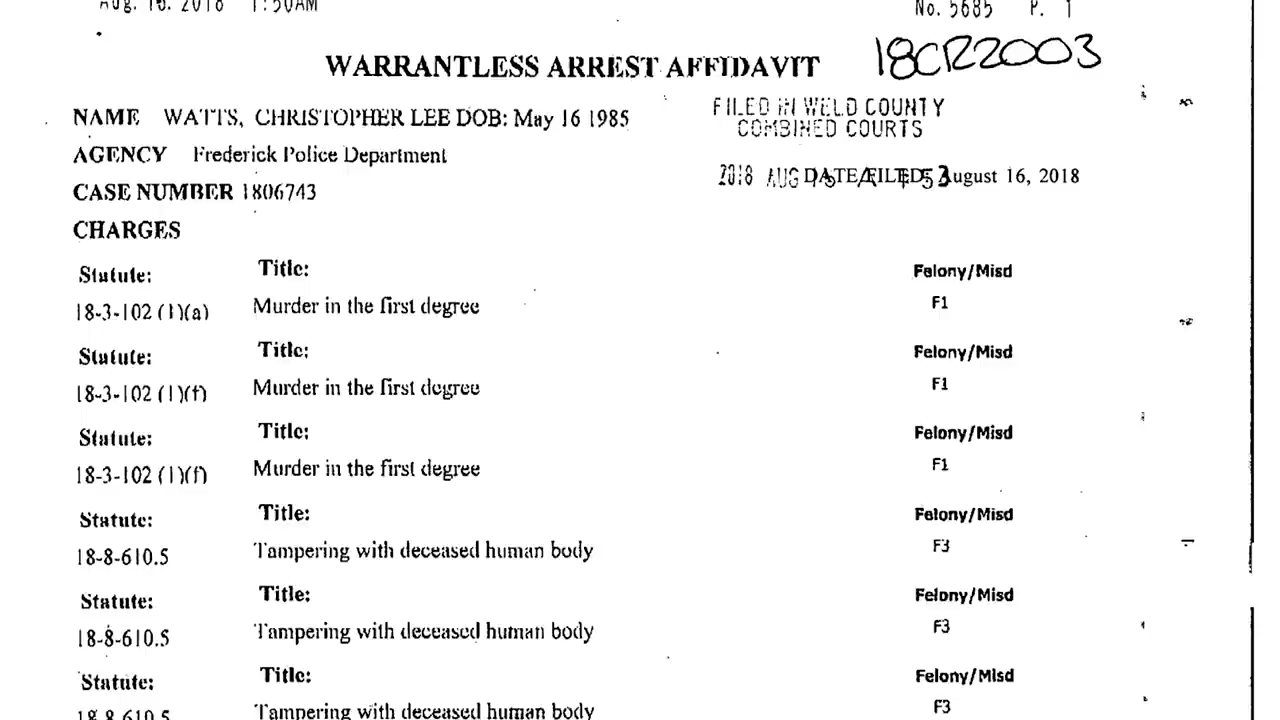 Aug. 16. 2018 1:50AM
No. 5685 P. 1
WARRANTLESS ARREST AFFIDAVIT
18CR2003
NAME WATTS, CHRISTOPHER LEE DOB: May 16 1985
FILED IN WELD COUNTY
COMBINED COURTS
AGENCY Frederick Police Department
2018 AUG DATE FILED August 16, 2018
CASE NUMBER 1806743
CHARGES
Statute: Title: Felony/Misd
18-3-102 (1)(a) Murder in the first degree F1
Statute: Title: Felony/Misd
18-3-102 (1)(f) Murder in the first degree F1
Statute: Title: Felony/Misd
18-3-102 (1)(f) Murder in the first degree F1
Statute: Title: Felony/Misd
18-8-610.5 Tampering with deceased human body F3
Statute: Title: Felony/Misd
18-8-610.5 Tampering with deceased human body F3
Statute: Title: Felony/Misd
18-8-610.5 Tampering with deceased human body F3